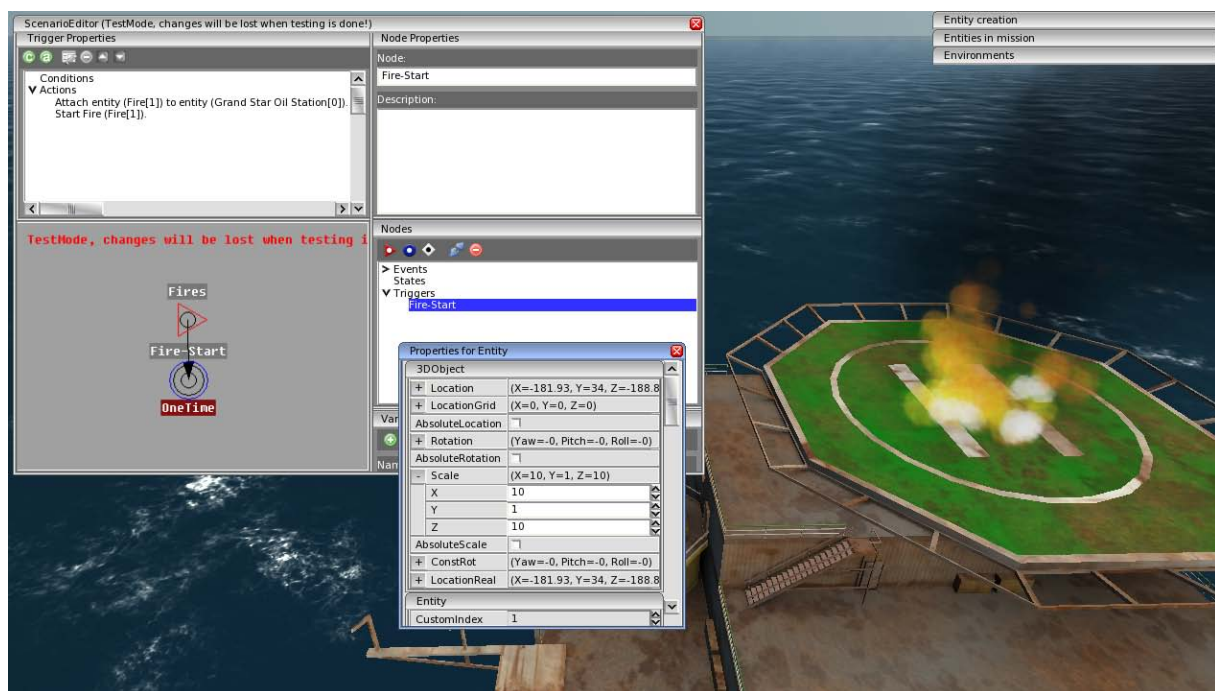 ScenarioEditor (TestMode, changes will be lost when testing is done!)
Trigger Properties
Conditions
Actions
Attach entity (Fire[1]) to entity (Grand Star Oil Station[0]).
Start Fire (Fire[1]).
TestMode, changes will be lost when testing i
Fires
Fire-Start
OneTime
Node Properties
Node:
Fire-Start
Description:
Nodes
> Events
States
Triggers
Fire-Start
Properties for Entity
3DObject
+ Location (X=-181.93, Y=34, Z=-188.8
+ LocationGrid (X=0, Y=0, Z=0)
AbsoluteLocation
+ Rotation (Yaw=-0, Pitch=-0, Roll=-0)
AbsoluteRotation
- Scale (X=10, Y=1, Z=10)
X 10
Y 1
Z 10
AbsoluteScale
+ ConstRot (Yaw=-0, Pitch=-0, Roll=-0)
+ LocationReal (X=-181.93, Y=34, Z=-188.8
Entity
CustomIndex 1
Entity creation
Entities in mission
Environments